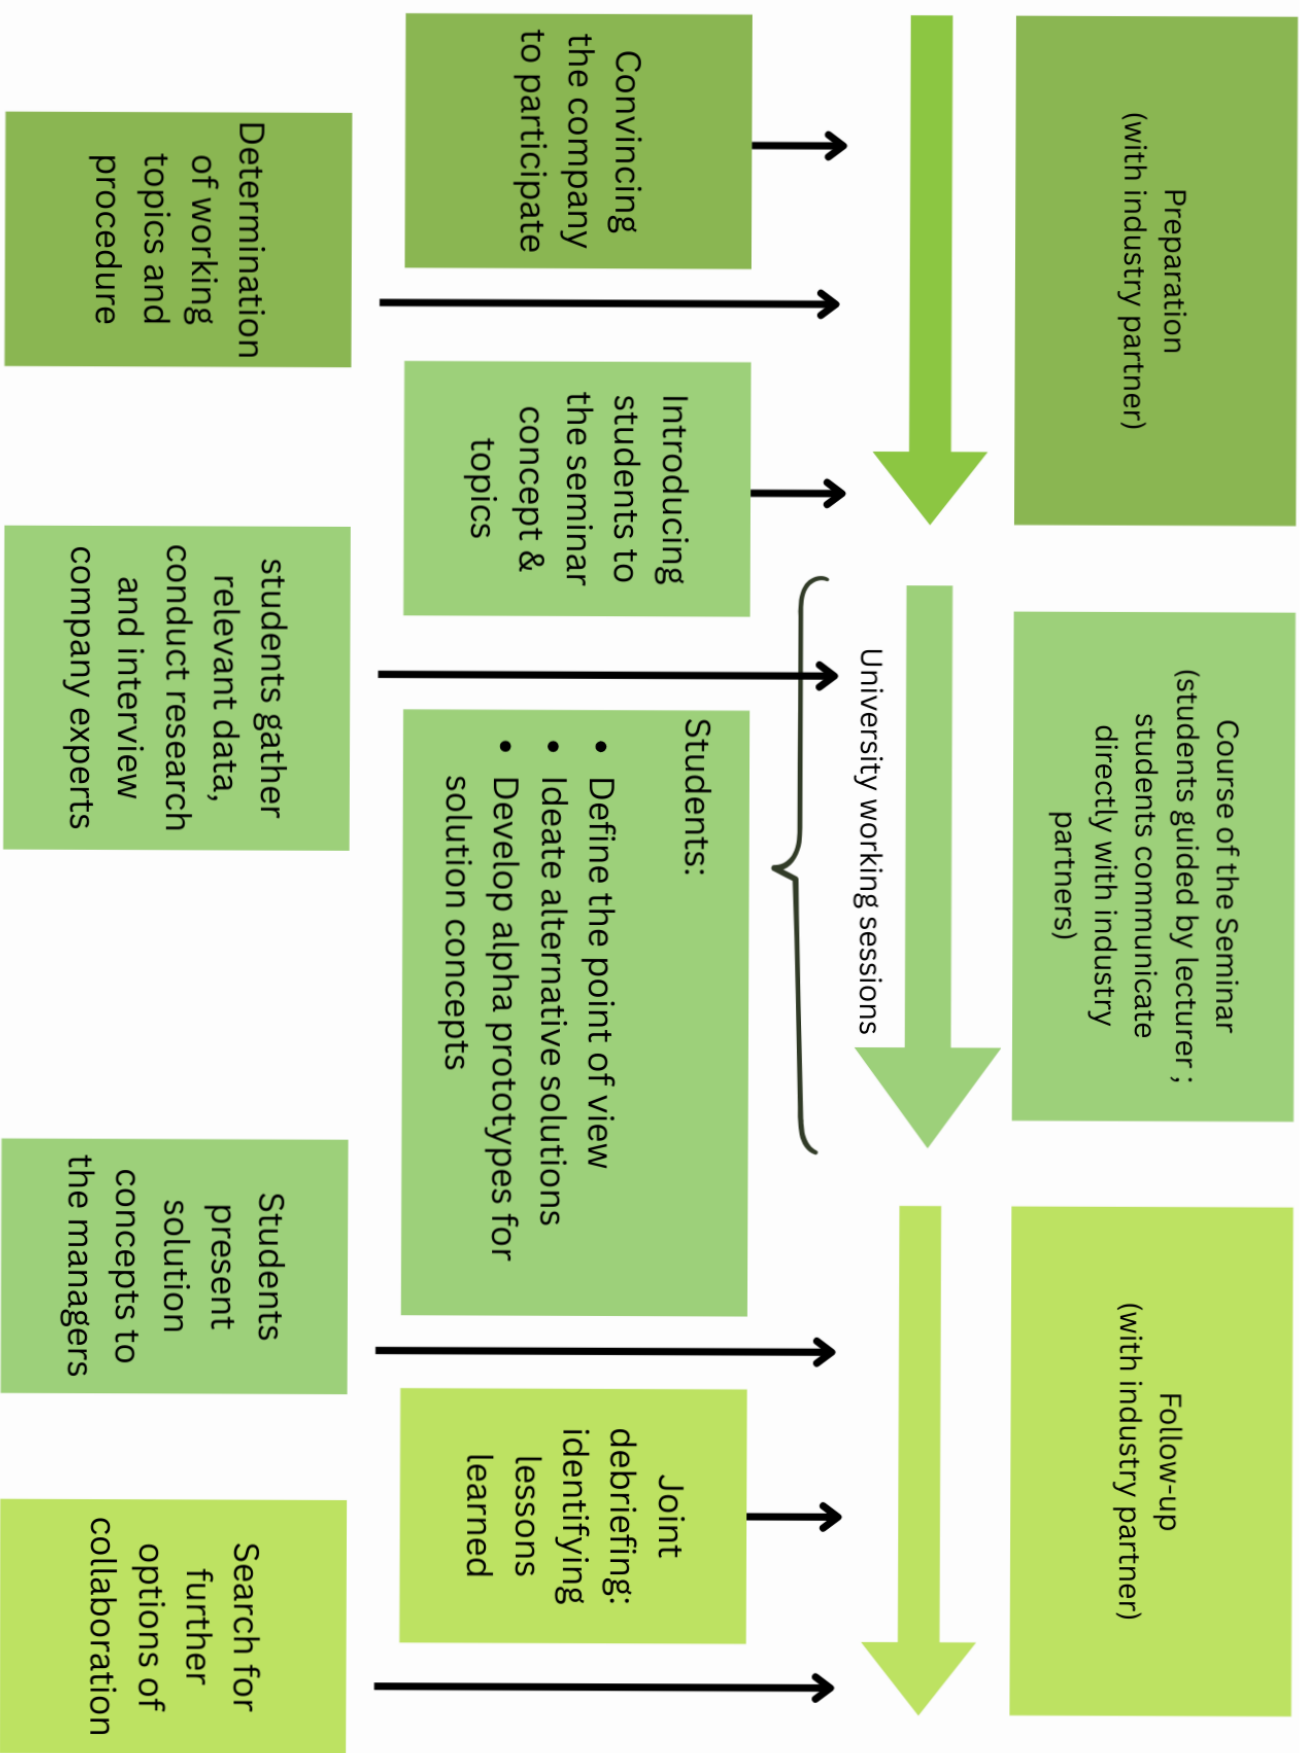 Preparation
(with industry partner)
Course of the Seminar
(students guided by lecturer ;
students communicate
directly with industry
partners)
Follow-up
(with industry partner)
University working sessions
Convincing
the company
to participate
Introducing
students to
the seminar
concept &
topics
Students:
• Define the point of view
• Ideate alternative solutions
• Develop alpha prototypes for
solution concepts
Joint
debriefing:
identifying
lessons
learned
Determination
of working
topics and
procedure
students gather
relevant data,
conduct research
and interview
company experts
Students
present
solution
concepts to
the managers
Search for
further
options of
collaboration